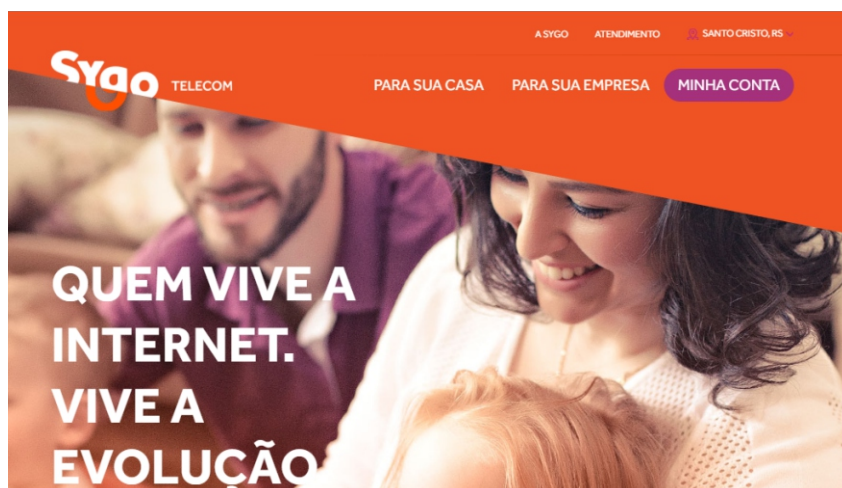 A SYGO ATENDIMENTO SANTO CRISTO, RS
Sygo TELECOM
PARA SUA CASA PARA SUA EMPRESA MINHA CONTA
QUEM VIVE A
INTERNET.
VIVE A
EVOLUÇÃO